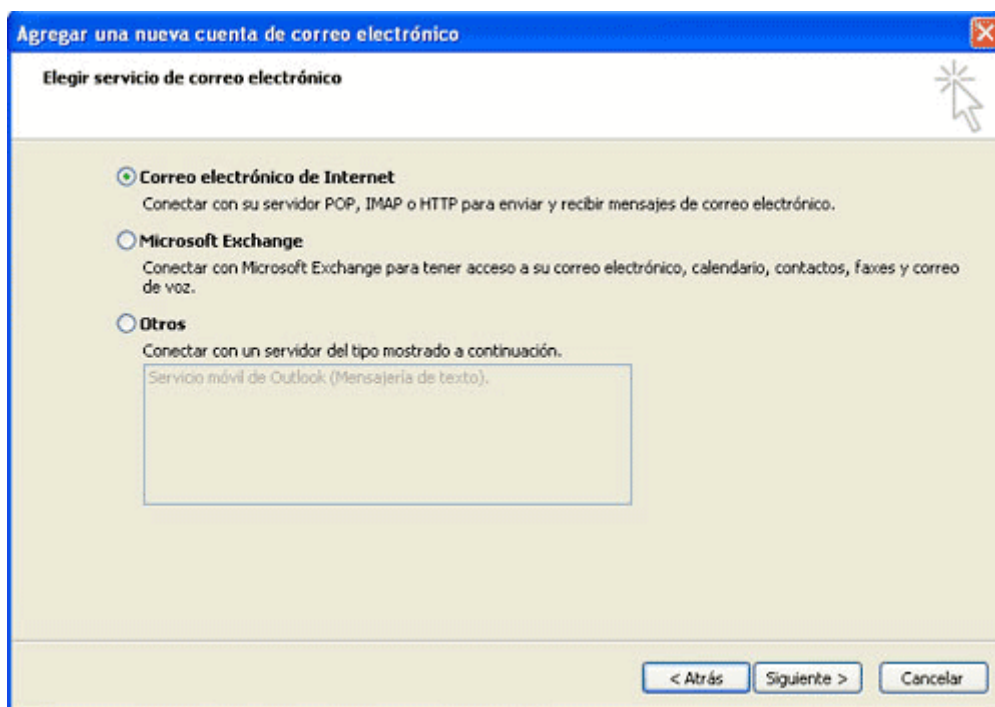 Agregar una nueva cuenta de correo electrónico
Elegir servicio de correo electrónico
Correo electrónico de Internet
Conectar con su servidor POP, IMAP o HTTP para enviar y recibir mensajes de correo electrónico.
Microsoft Exchange
Conectar con Microsoft Exchange para tener acceso a su correo electrónico, calendario, contactos, faxes y correo
de voz.
Otros
Conectar con un servidor del tipo mostrado a continuación.
Servicio móvil de Outlook (Mensajería de texto).
< Atrás
Siguiente >
Cancelar